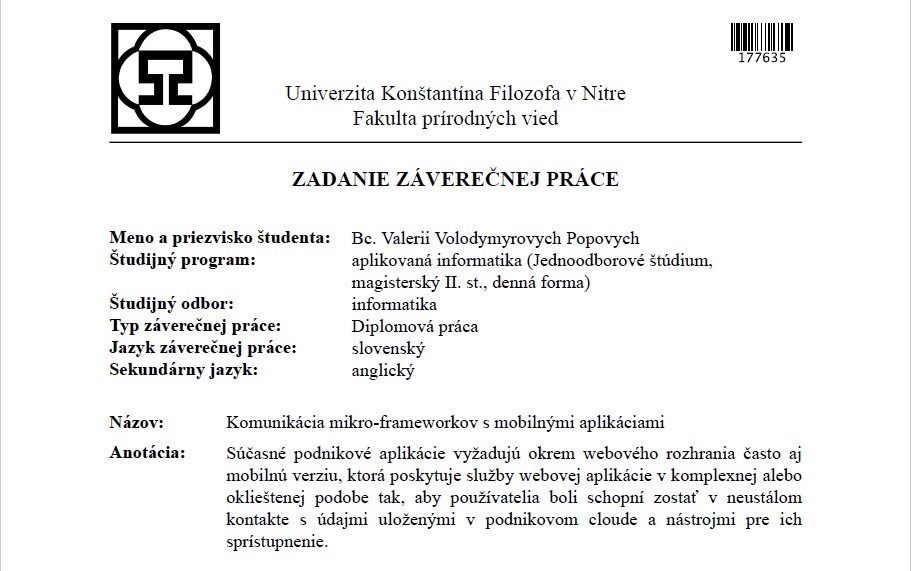 177635
Univerzita Konštantína Filozofa v Nitre
Fakulta prírodných vied
ZADANIE ZÁVEREČNEJ PRÁCE
Meno a priezvisko študenta: Bc. Valerii Volodymyrovych Popovych
Študijný program: aplikovaná informatika (Jednoodborové štúdium,
magisterský II. st., denná forma)
Študijný odbor: informatika
Typ záverečnej práce: Diplomová práca
Jazyk záverečnej práce: slovenský
Sekundárny jazyk: anglický
Názov: Komunikácia mikro-frameworkov s mobilnými aplikáciami
Anotácia: Súčasné podnikové aplikácie vyžadujú okrem webového rozhrania často aj
mobilnú verziu, ktorá poskytuje služby webovej aplikácie v komplexnej alebo
oklieštenej podobe tak, aby používatelia boli schopní zostať v neustálom
kontakte s údajmi uloženými v podnikovom cloude a nástrojmi pre ich
sprístupnenie.